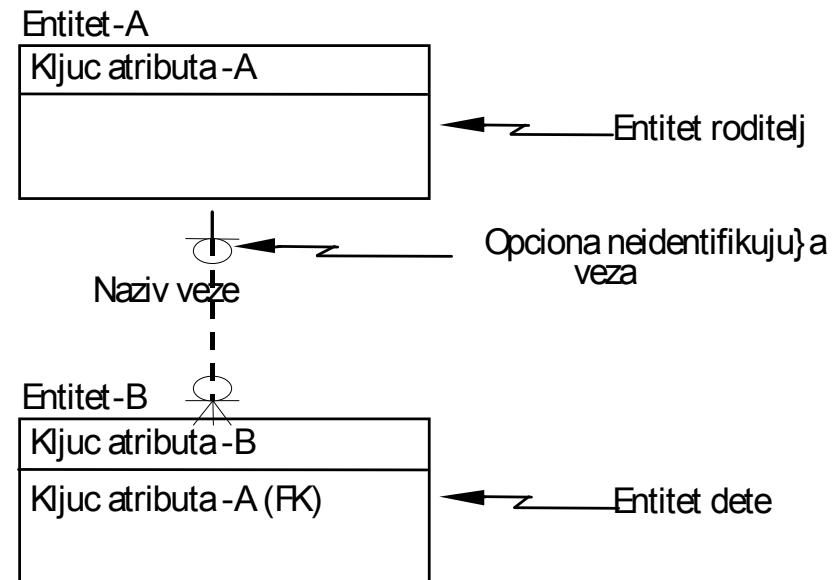 Entitet-A
Kljuc atributa-A
Entitet roditelj
Opciona neidentifikuju}a
veza
Naziv veze
Entitet-B
Kljuc atributa-B
Kljuc atributa-A (FK)
Entitet dete